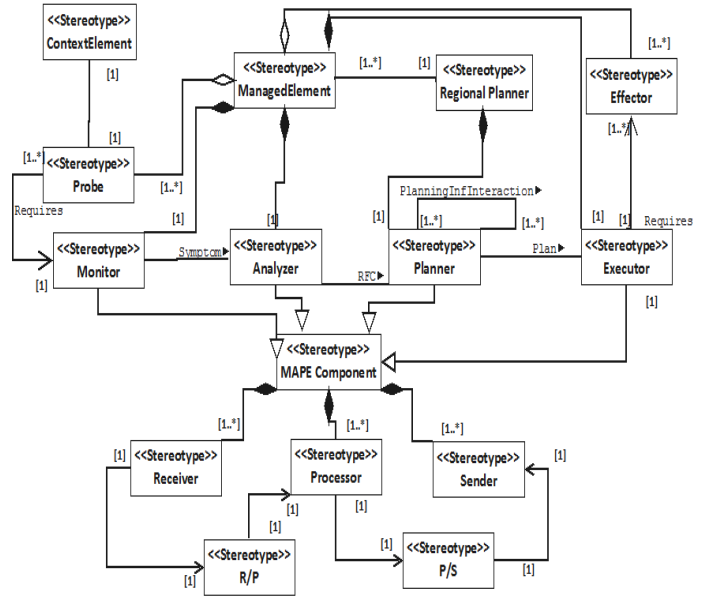 <<Stereotype>>
ContextElement
[1]
[1]
<<Stereotype>>
ManagedElement
[1..*]
[1]
<<Stereotype>>
Regional Planner
[1..*]
<<Stereotype>>
Effector
[1..*]
[1..*]
<<Stereotype>>
Probe
[1..*]
Requires
[1]
[1]
PlanningInfInteraction
[1]
[1..*]
[1..*]
[1]
[1]
Requires
<<Stereotype>>
Monitor
[1]
Symptom
<<Stereotype>>
Analyzer
RFC
<<Stereotype>>
Planner
Plan
<<Stereotype>>
Executor
[1]
<<Stereotype>>
MAPE Component
[1..*]
[1..*]
[1..*]
[1]
<<Stereotype>>
Receiver
<<Stereotype>>
Processor
<<Stereotype>>
Sender
[1]
[1]
[1]
[1]
[1]
<<Stereotype>>
R/P
[1]
<<Stereotype>>
P/S
[1]